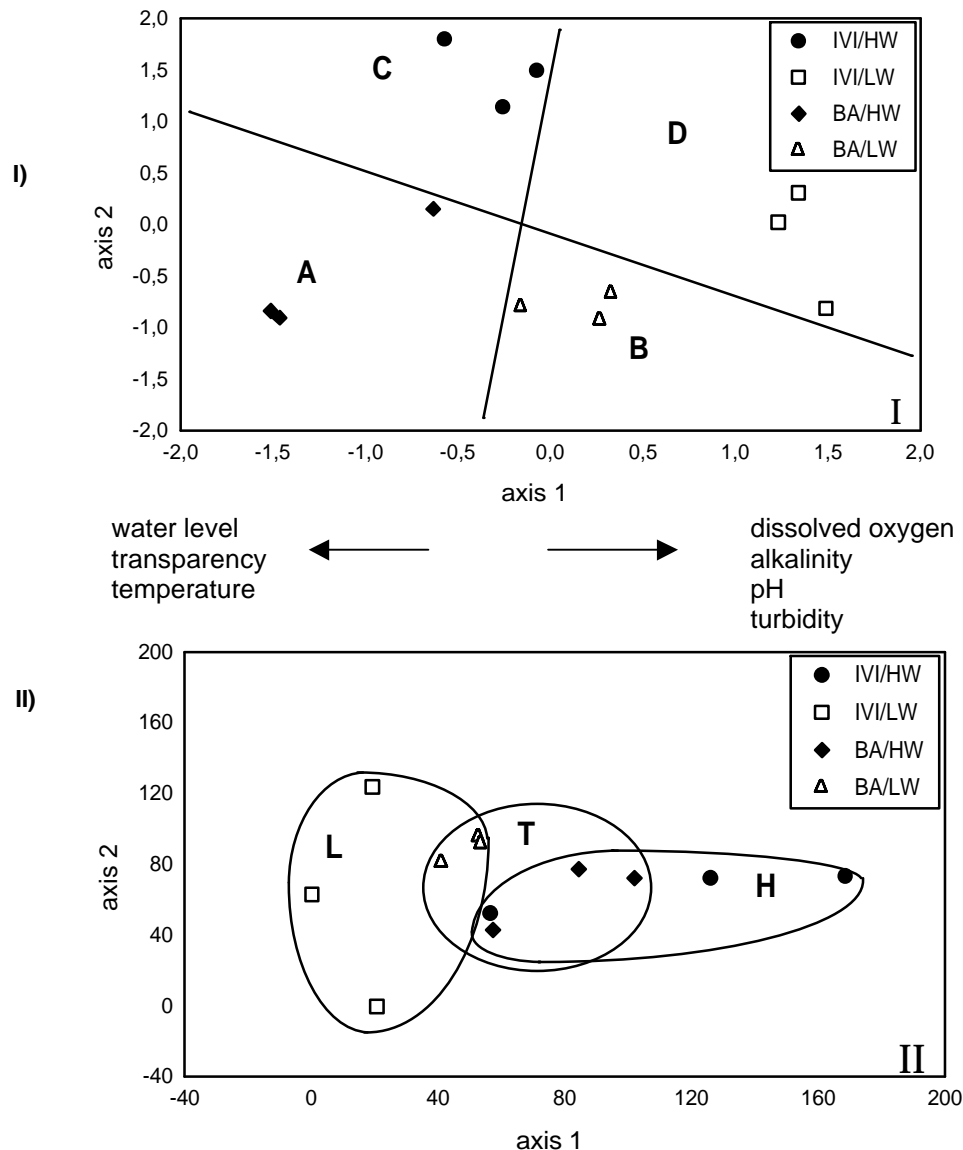 I)
2,0
1,5
1,0
0,5
0,0
-0,5
-1,0
-1,5
-2,0
axis 2
C
D
A
B
I
IVI/HW
IVI/LW
BA/HW
BA/LW
-2,0 -1,5 -1,0 -0,5 0,0 0,5 1,0 1,5 2,0
axis 1
water level
transparency
temperature
dissolved oxygen
alkalinity
pH
turbidity
II)
200
160
120
80
40
0
-40
axis 2
L
T
H
II
IVI/HW
IVI/LW
BA/HW
BA/LW
-40 0 40 80 120 160 200
axis 1